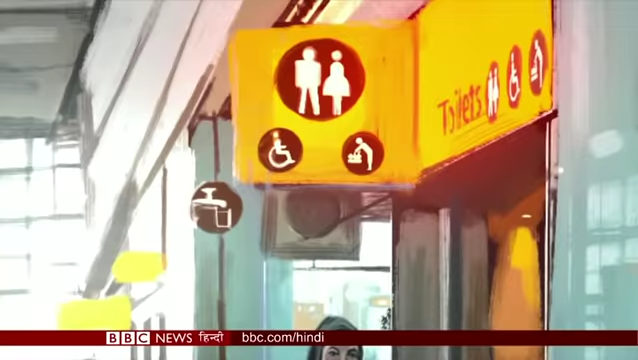 Toilets
BBC NEWS हिन्दी bbc.com/hindi